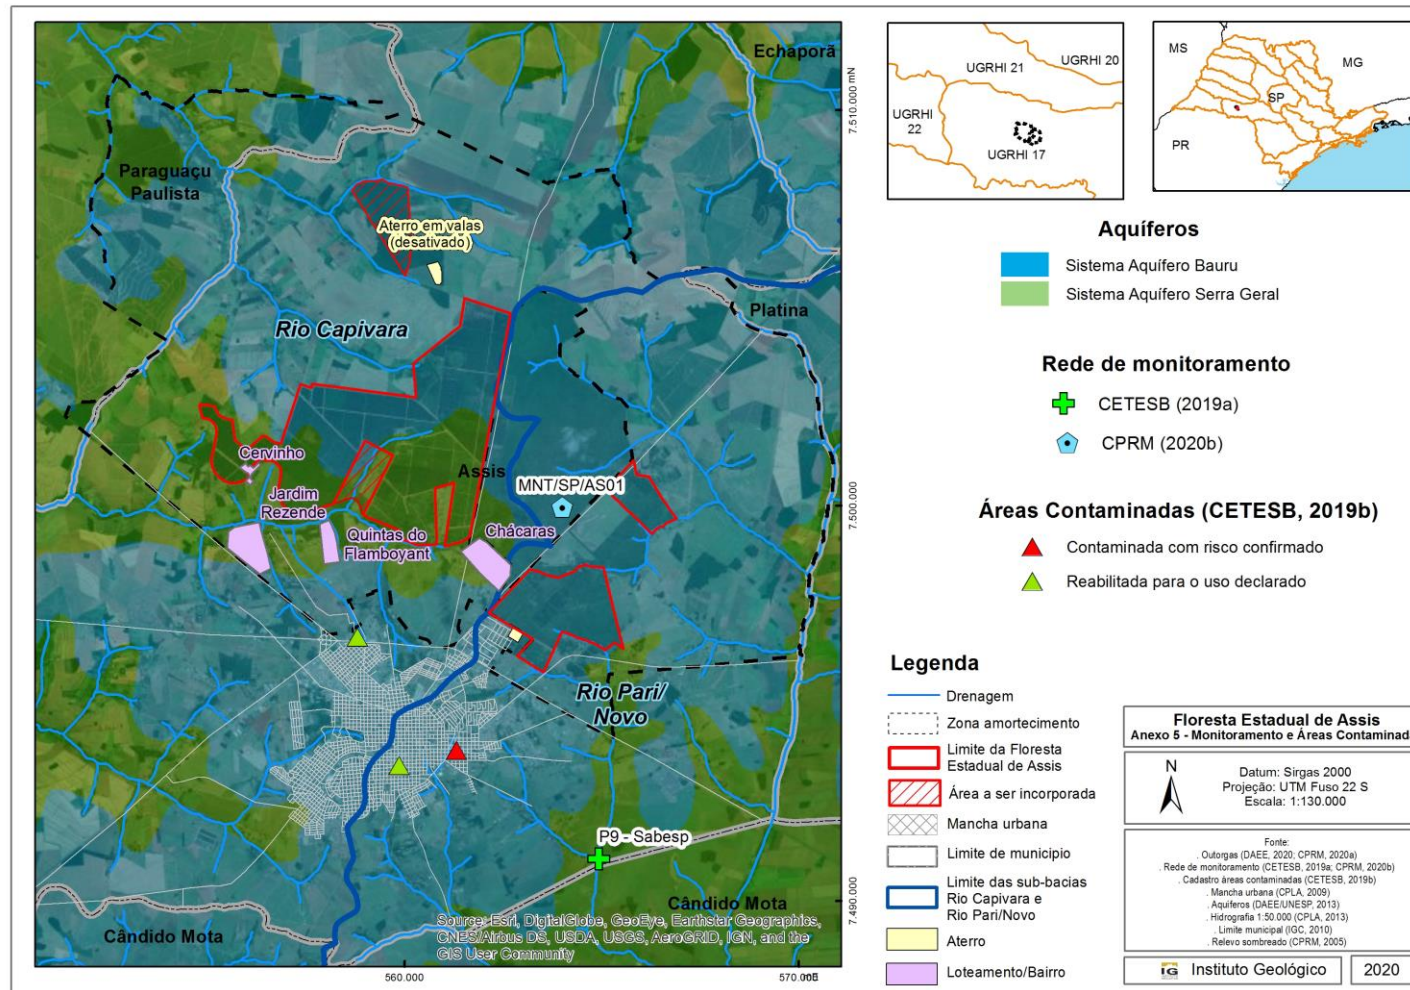 Echaporã
Paraguaçu
Paulista
Aterro em valas
(desativado)
Rio Capivara
Platina
Cervinho
Assis
MNT/SP/AS01
Jardim
Rezende
Quintas do
Flamboyant
Chácaras
Rio Pari/
Novo
P9 - Sabesp
Cândido Mota
Cândido Mota
Source: Esri, DigitalGlobe, GeoEye, Earthstar Geographics,
CNES/Airbus DS, USDA, USGS, AeroGRID, IGN, and the
GIS User Community
7.510.000 mN
7.500.000
7.490.000
560.000
570.000
mE
UGRHI 20
UGRHI 21
UGRHI
22
UGRHI 17
MS
MG
SP
PR
Aquíferos
Sistema Aquífero Bauru
Sistema Aquífero Serra Geral
Rede de monitoramento
CETESB (2019a)
CPRM (2020b)
Áreas Contaminadas (CETESB, 2019b)
Contaminada com risco confirmado
Reabilitada para o uso declarado
Legenda
Drenagem
Zona amortecimento
Limite da Floresta
Estadual de Assis
Área a ser incorporada
Mancha urbana
Limite de municipio
Limite das sub-bacias
Rio Capivara e
Rio Pari/Novo
Aterro
Loteamento/Bairro
Floresta Estadual de Assis
Anexo 5 - Monitoramento e Áreas Contaminada
N
Datum: Sirgas 2000
Projeção: UTM Fuso 22 S
Escala: 1:130.000
Fonte:
. Outorgas (DAEE, 2020; CPRM, 2020a)
. Rede de monitoramento (CETESB, 2019a; CPRM, 2020b)
. Cadastro áreas contaminadas (CETESB, 2019b)
. Mancha urbana (CPLA, 2009)
. Aquíferos (DAEE/UNESP, 2013)
. Hidrografia 1:50.000 (CPLA, 2013)
. Limite municipal (IGC, 2010)
. Relevo sombreado (CPRM, 2005)
IG Instituto Geológico
2020